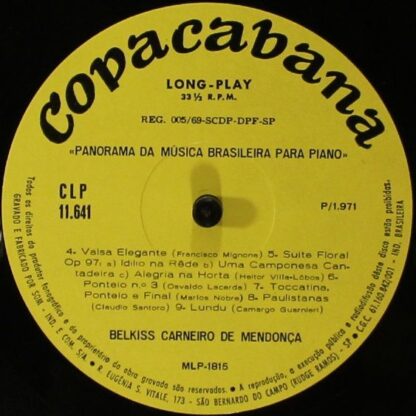 Copacabana
LONG-PLAY
33 ½ R.P.M.
REG. 005/69-SCDP-DPF-SP
«PANORAMA DA MÚSICA BRASILEIRA PARA PIANO»
CLP
11.641
P/1.971
4- Valsa Elegante (Francisco Mignone) 5- Suite Floral
Op 97: a) Idílio na Rêde b) Uma Camponesa Can-
tadeira c) Alegria na Horta (Heitor Villa-Lôbos) 6-
Ponteio n.º 3 (Osvaldo Lacerda) 7- Toccatina,
Ponteio e Final (Marlos Nobre) 8- Paulistanas
(Claudio Santoro) 9- Lundu (Camargo Guarnieri)
BELKISS CARNEIRO DE MENDONÇA
MLP-1815
Todos os direitos do produtor fonográfico e do proprietário da obra gravada são reservados. • A reprodução, a execução pública e radiodifusão deste disco estão proibidas.
GRAVADO E FABRICADO POR SOM - IND. E COM. S/A. - R. EUGÊNIA S. VITALE, 173 - SÃO BERNARDO DO CAMPO (RUDGE RAMOS) - SP • C.G.C. 61.160.842/001 - IND. BRASILEIRA